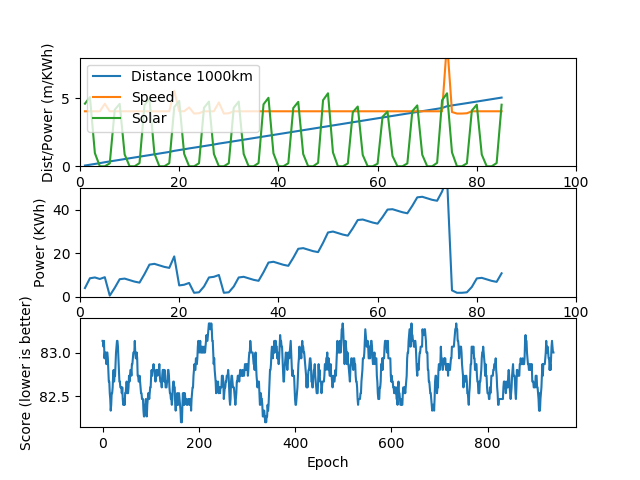 Dist/Power (m/KWh)
5
0
Distance 1000km
Speed
Solar
0 20 40 60 80 100
Power (KWh)
40
20
0
0 20 40 60 80 100
Score (lower is better)
83.0
82.5
0 200 400 600 800
Epoch